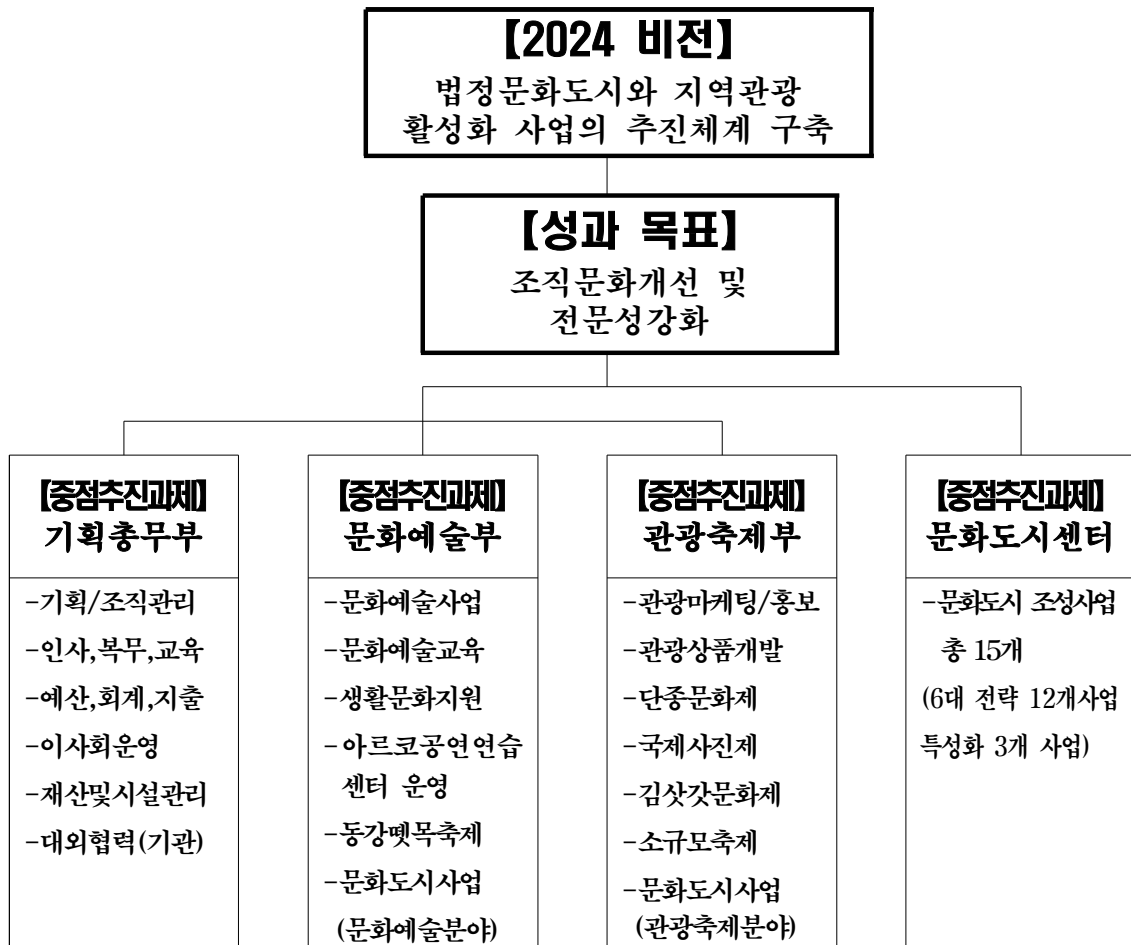 【2024 비전】
법정문화도시와 지역관광
활성화 사업의 추진체계 구축
【성과 목표】
조직문화개선 및
전문성강화
【중점추진과제】
기획총무부
-기획/조직관리
-인사,복무,교육
-예산,회계,지출
-이사회운영
-재산및시설관리
-대외협력(기관)
【중점추진과제】
문화예술부
-문화예술사업
-문화예술교육
-생활문화지원
-아르코공연연습
센터 운영
-동강뗏목축제
-문화도시사업
(문화예술분야)
【중점추진과제】
관광축제부
-관광마케팅/홍보
-관광상품개발
-단종문화제
-국제사진제
-김삿갓문화제
-소규모축제
-문화도시사업
(관광축제분야)
【중점추진과제】
문화도시센터
-문화도시 조성사업
총 15개
(6대 전략 12개사업
특성화 3개 사업)